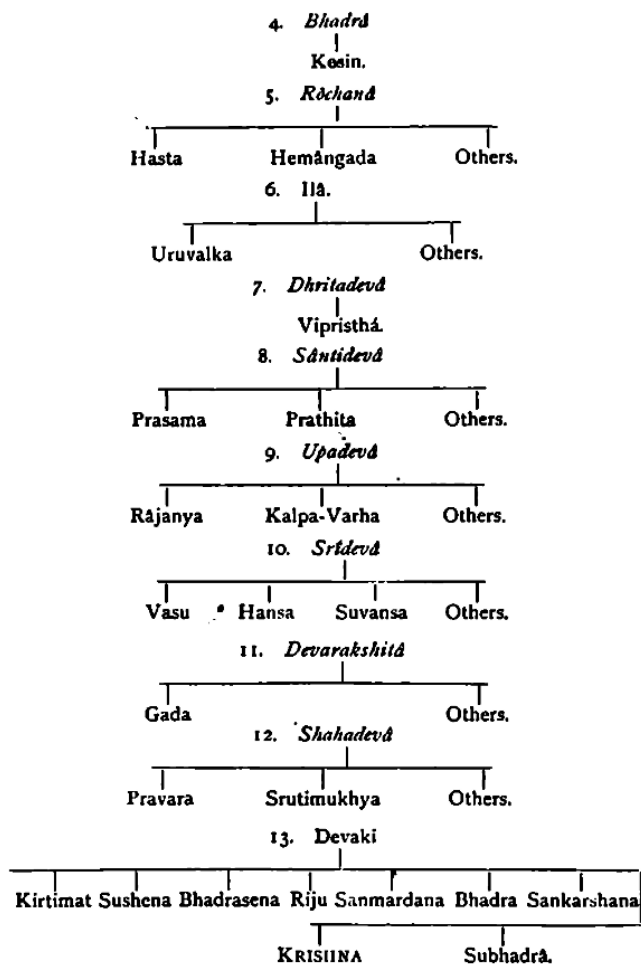 4. Bhadrâ
Kesin.
5. Rôchanâ
Hasta Hemângada Others.
6. Ilâ.
Uruvalka Others.
7. Dhritadevâ
Vipristhâ.
8. Sântidevâ
Prasama Prathita Others.
9. Upadevâ
Râjanya Kalpa-Varha Others.
10. Srîdevâ
Vasu Hansa Suvansa Others.
11. Devarakshitâ
Gada Others.
12. Shahadevâ
Pravara Srutimukhya Others.
13. Devaki
Kirtimat Sushena Bhadrasena Riju Sanmardana Bhadra Sankarshana
KRISHNA Subhadrâ.